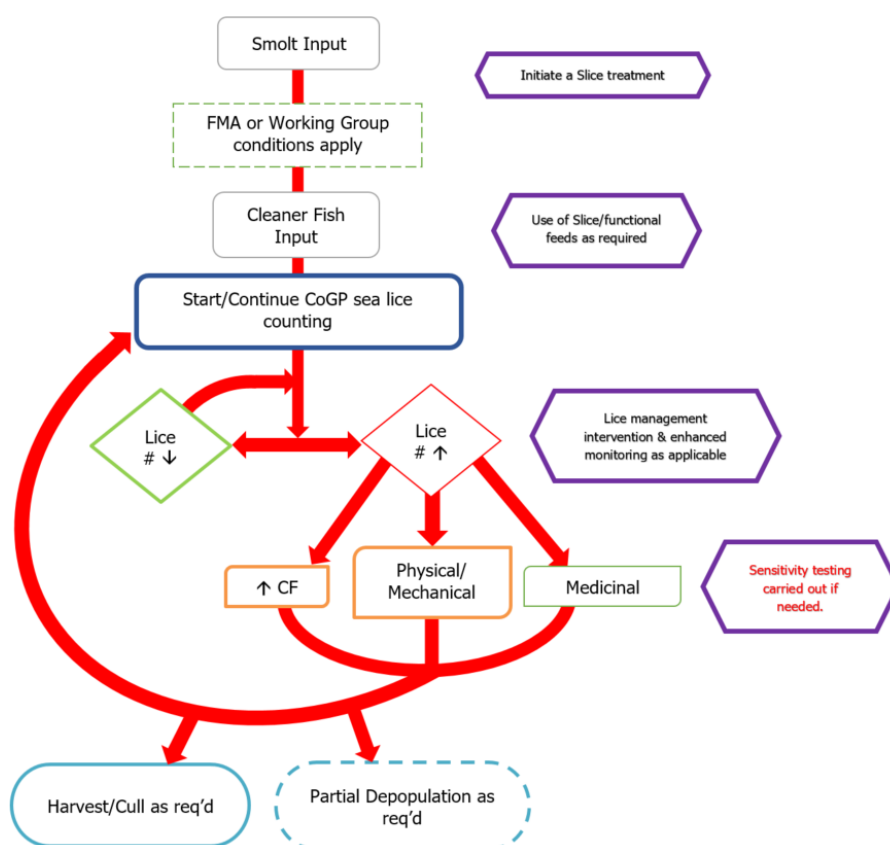 Smolt Input
Initiate a Slice treatment
FMA or Working Group
conditions apply
Cleaner Fish
Input
Use of Slice/functional
feeds as required
Start/Continue CoGP sea lice
counting
Lice
# ↓
Lice
# ↑
Lice management
intervention & enhanced
monitoring as applicable
↑ CF
Physical/
Mechanical
Medicinal
Sensitivity testing
carried out if
needed.
Harvest/Cull as req’d
Partial Depopulation as
req’d